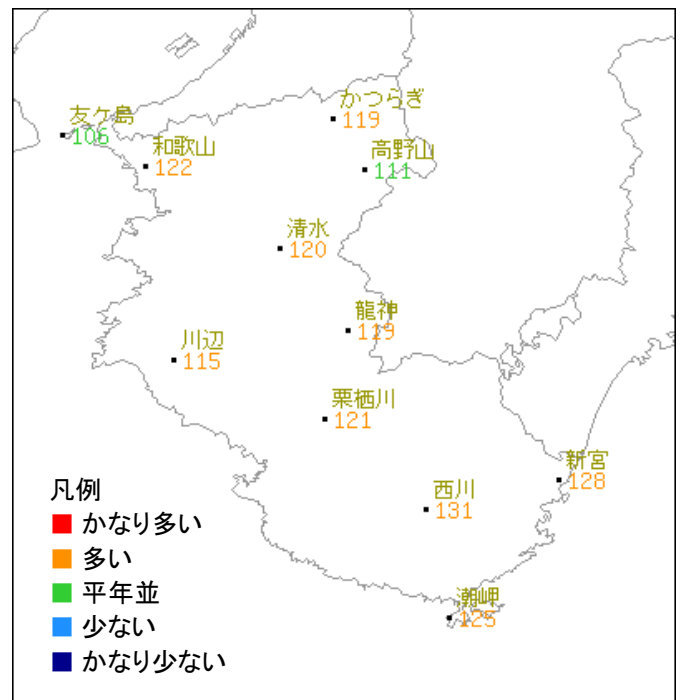 かつらぎ
119
友ケ島
106
和歌山
122
高野山
111
清水
120
龍神
119
川辺
115
栗栖川
121
新宮
128
西川
131
潮岬
125
凡例
かなり多い
多い
平年並
少ない
かなり少ない